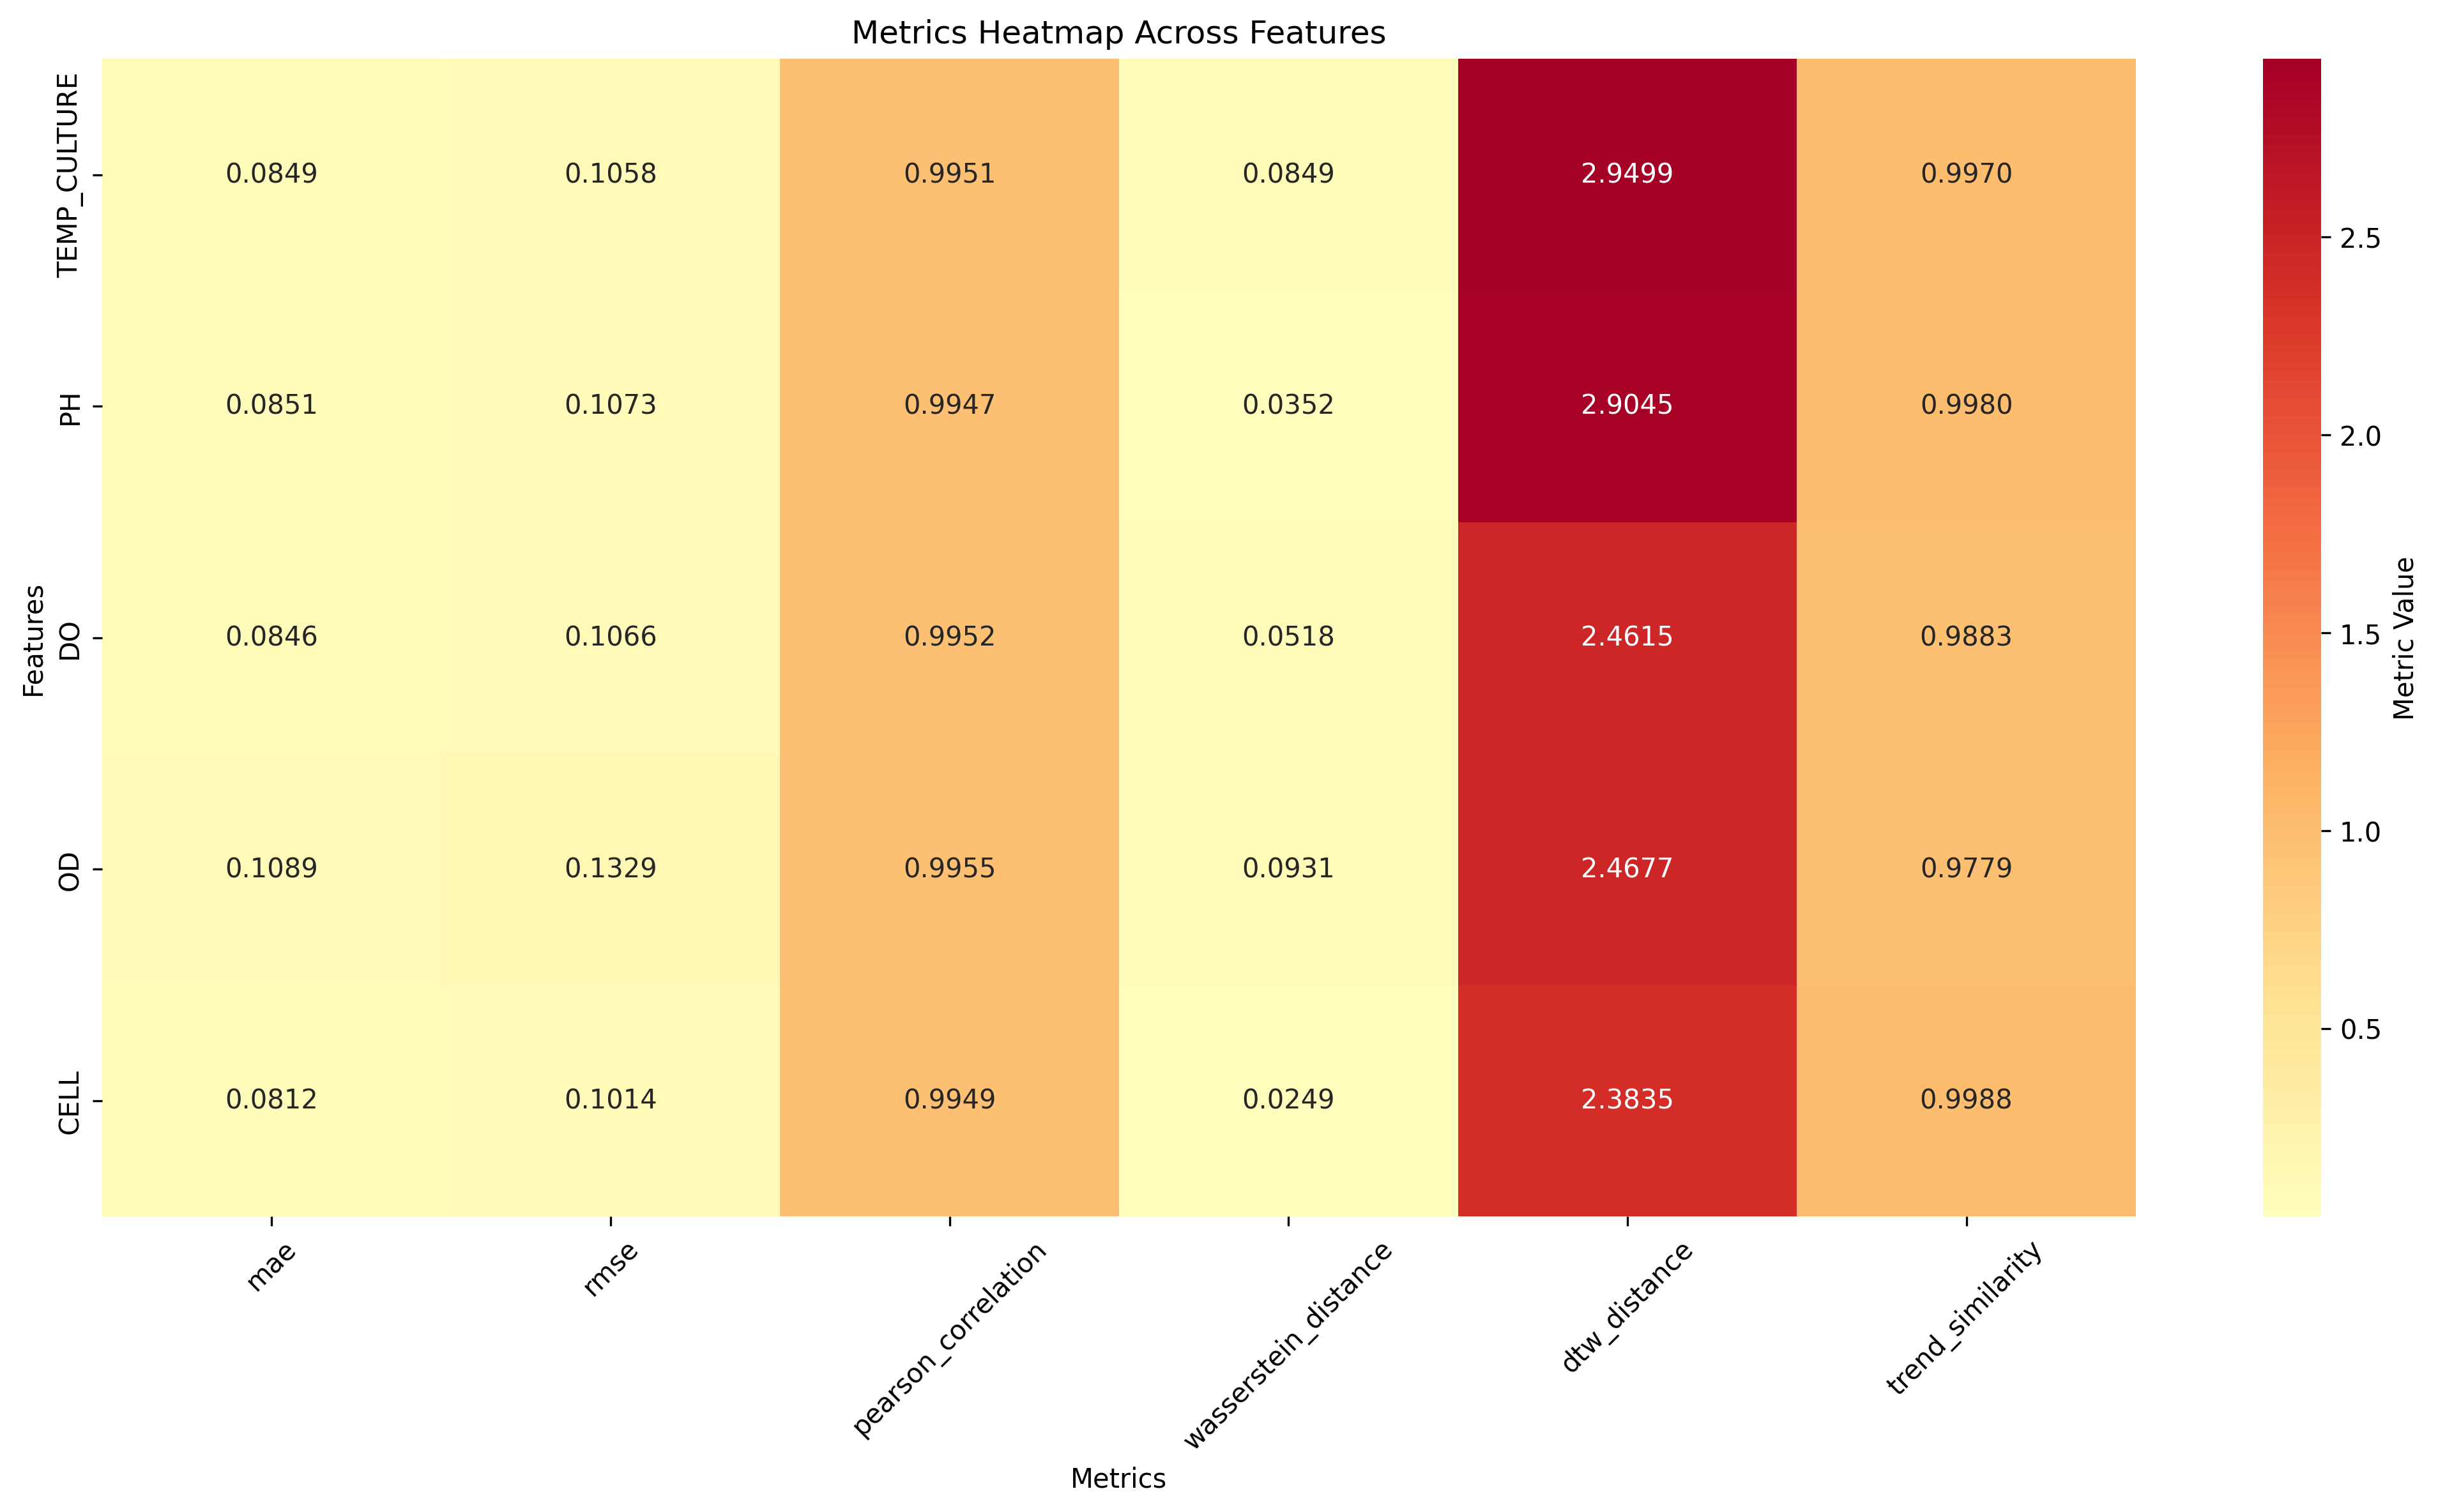 Metrics Heatmap Across Features
Features
TEMP_CULTURE
0.0849 0.1058 0.9951 0.0849 2.9499 0.9970
PH
0.0851 0.1073 0.9947 0.0352 2.9045 0.9980
DO
0.0846 0.1066 0.9952 0.0518 2.4615 0.9883
OD
0.1089 0.1329 0.9955 0.0931 2.4677 0.9779
CELL
0.0812 0.1014 0.9949 0.0249 2.3835 0.9988
mae
rmse
pearson_correlation
wasserstein_distance
dtw_distance
trend_similarity
Metrics
2.5
2.0
1.5
1.0
0.5
Metric Value